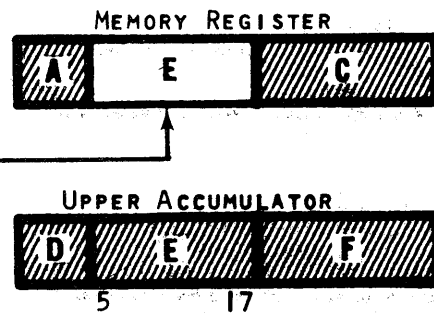 MEMORY REGISTER
A E C
UPPER ACCUMULATOR
D E F
5 17